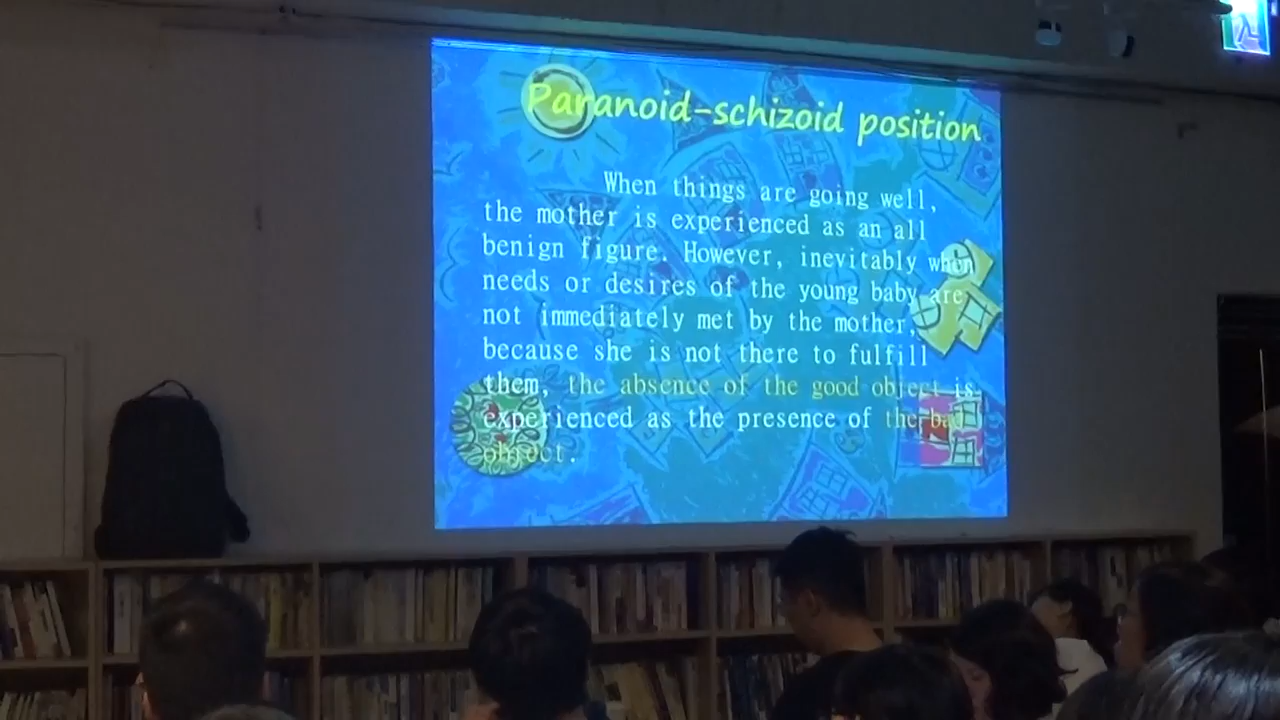 Paranoid-schizoid position
When things are going well,
the mother is experienced as an all
benign figure. However, inevitably when
needs or desires of the young baby are
not immediately met by the mother,
because she is not there to fulfill
them, the absence of the good object is
experienced as the presence of the bad
object.